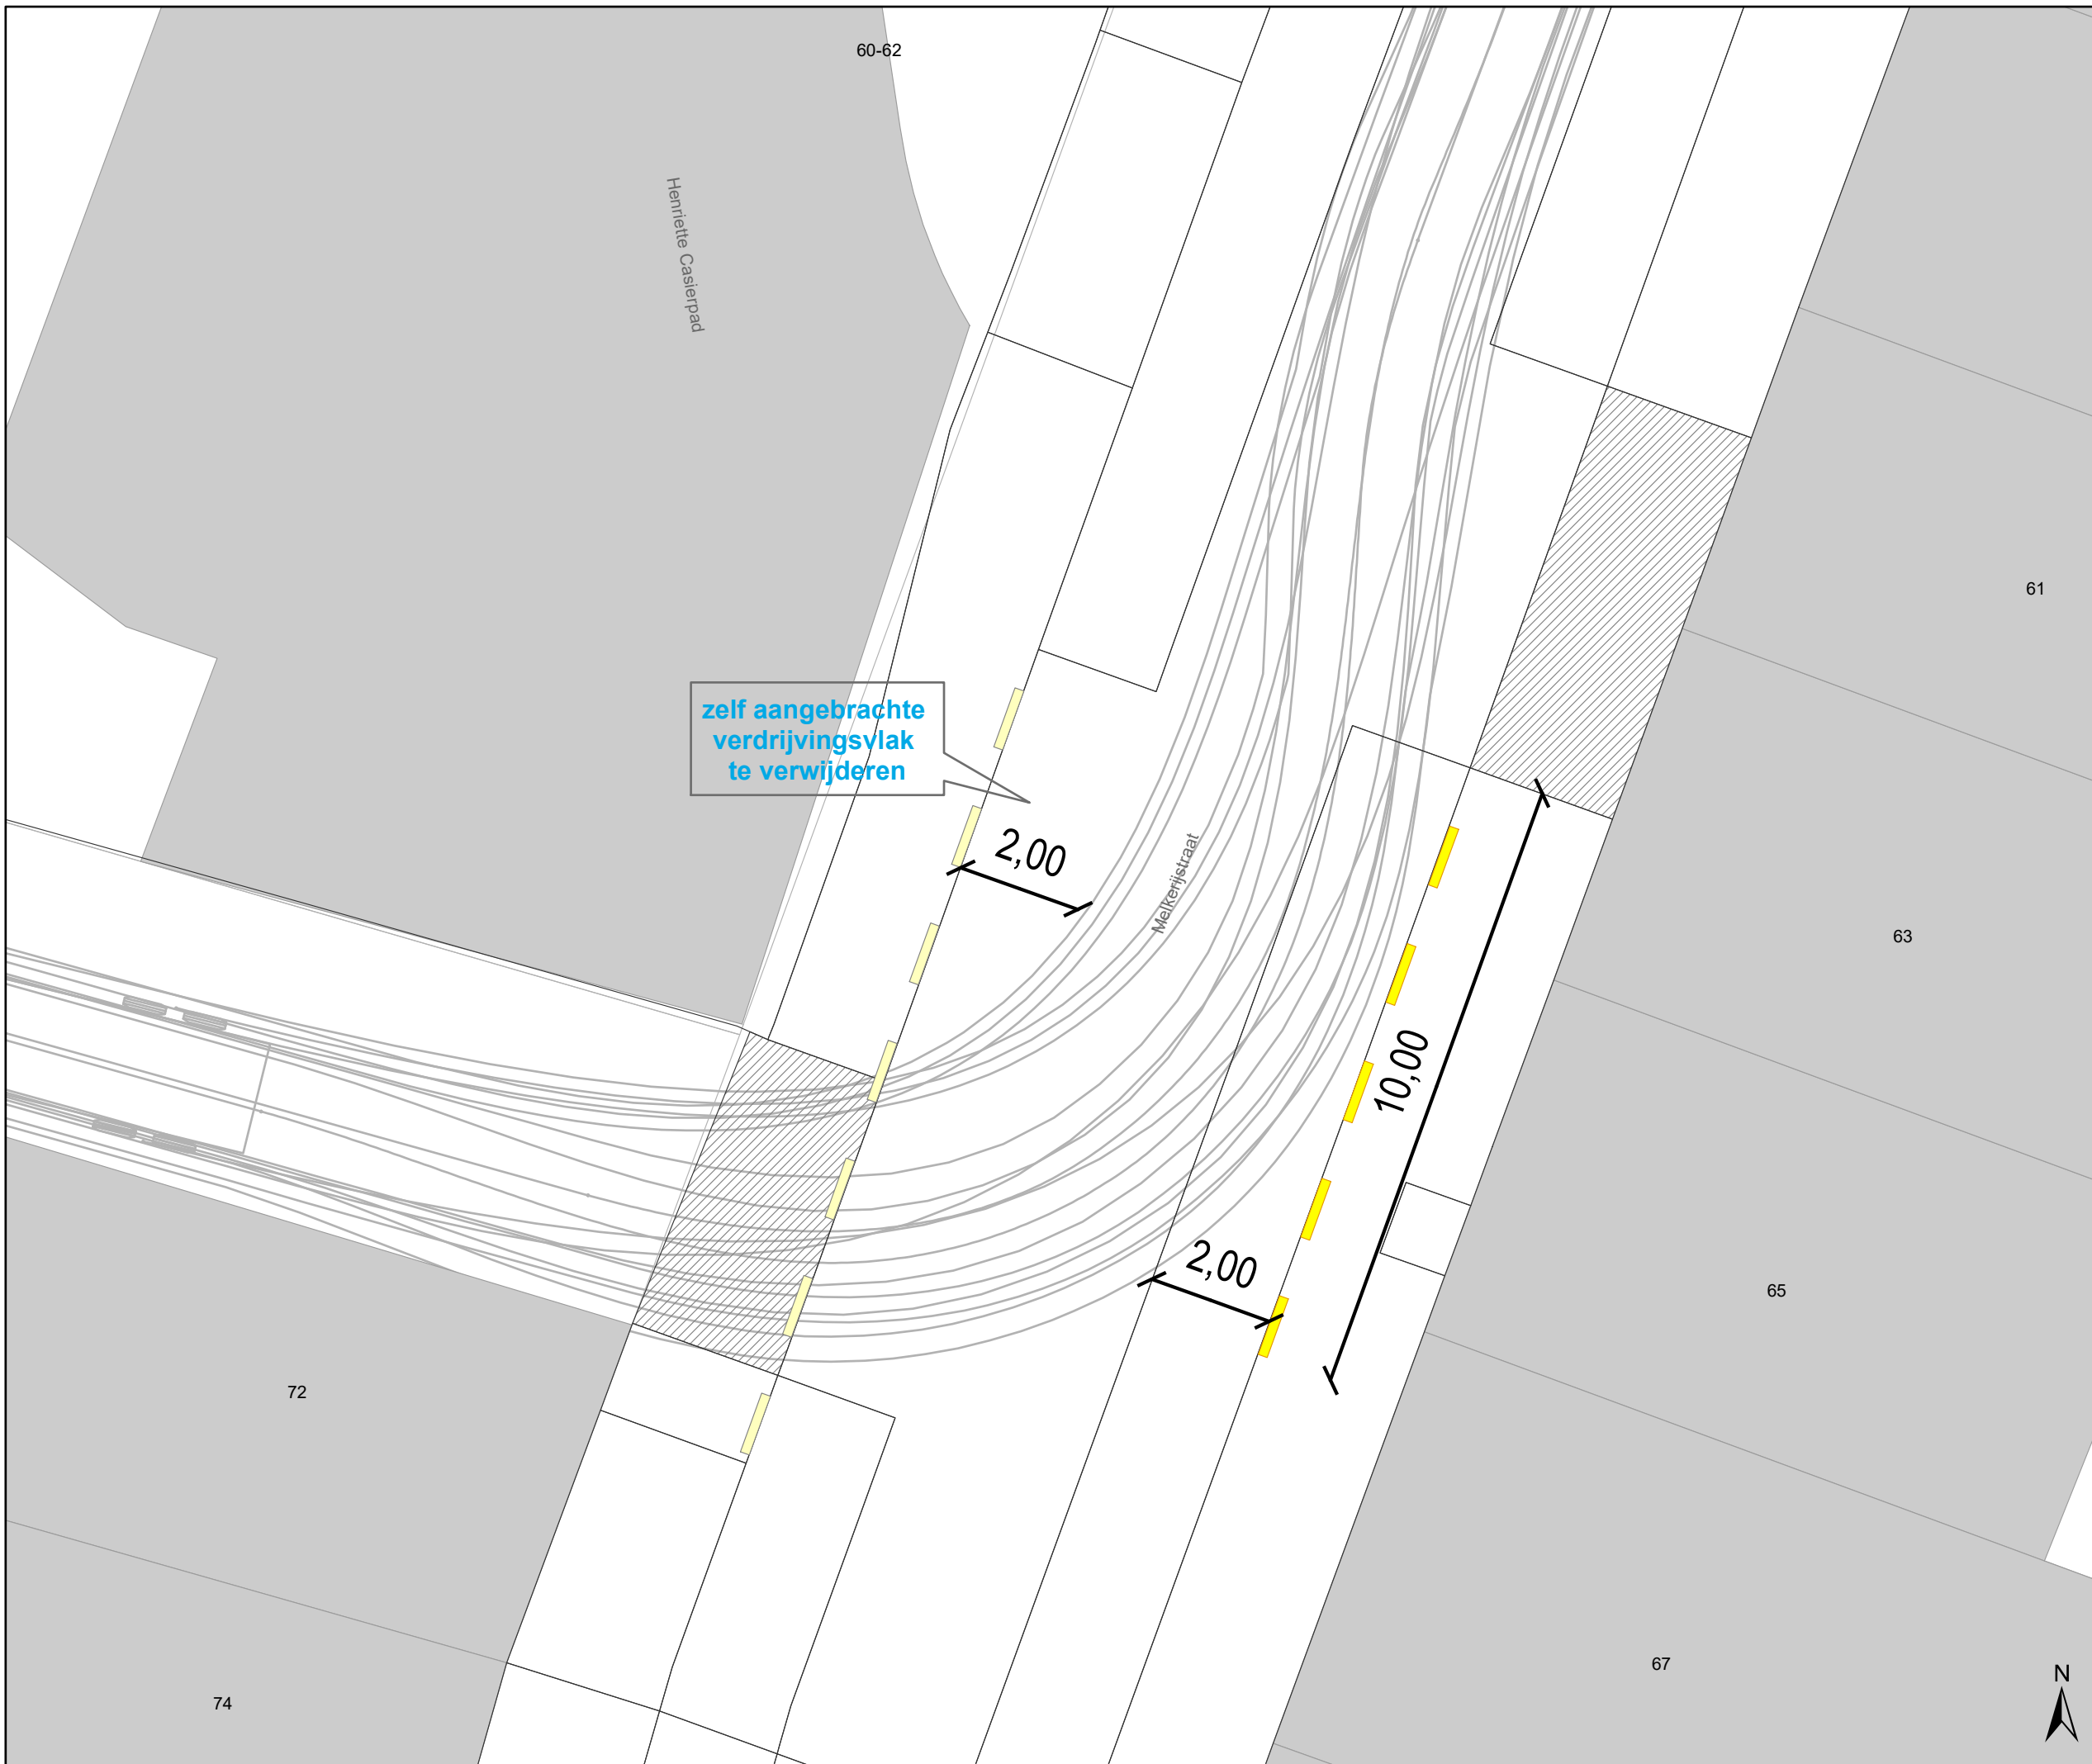 60-62
Henriette Casierpad
61
zelf aangebrachte
verdrijvingsvlak
te verwijderen
2,00
Melkerijstraat
63
10,00
2,00
65
72
67
N
74